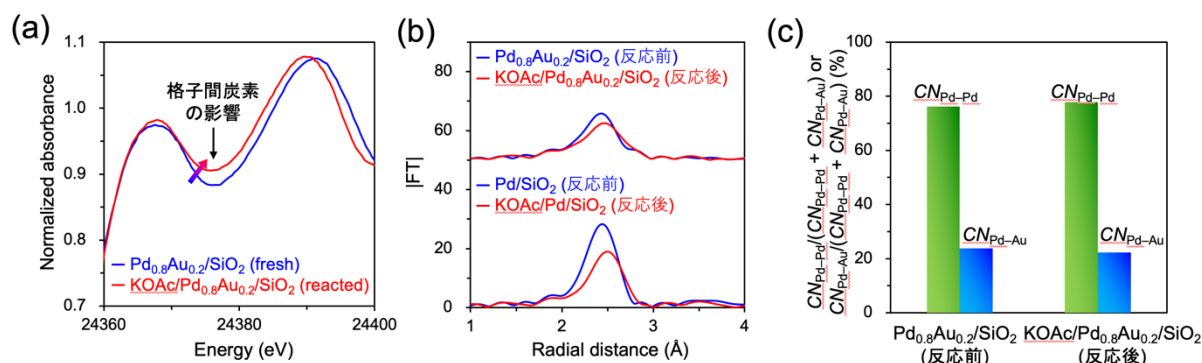 (a)
Normalized absorbance
1.1
1.0
0.9
0.8
0.7
格子間炭素
の影響
Pd0.8Au0.2/SiO2 (fresh)
KOAc/Pd0.8Au0.2/SiO2 (reacted)
24360
24380
24400
Energy (eV)
(b)
|FT|
80
60
40
20
0
Pd0.8Au0.2/SiO2 (反応前)
KOAc/Pd0.8Au0.2/SiO2 (反応後)
Pd/SiO2 (反応前)
KOAc/Pd/SiO2 (反応後)
1
2
3
4
Radial distance (Å)
(c)
CNPd–Pd/(CNPd–Pd + CNPd–Au) or
CNPd–Au/(CNPd–Pd + CNPd–Au) (%)
100
80
60
40
20
0
CNPd–Pd
CNPd–Au
CNPd–Pd
CNPd–Au
Pd0.8Au0.2/SiO2
(反応前)
KOAc/Pd0.8Au0.2/SiO2
(反応後)